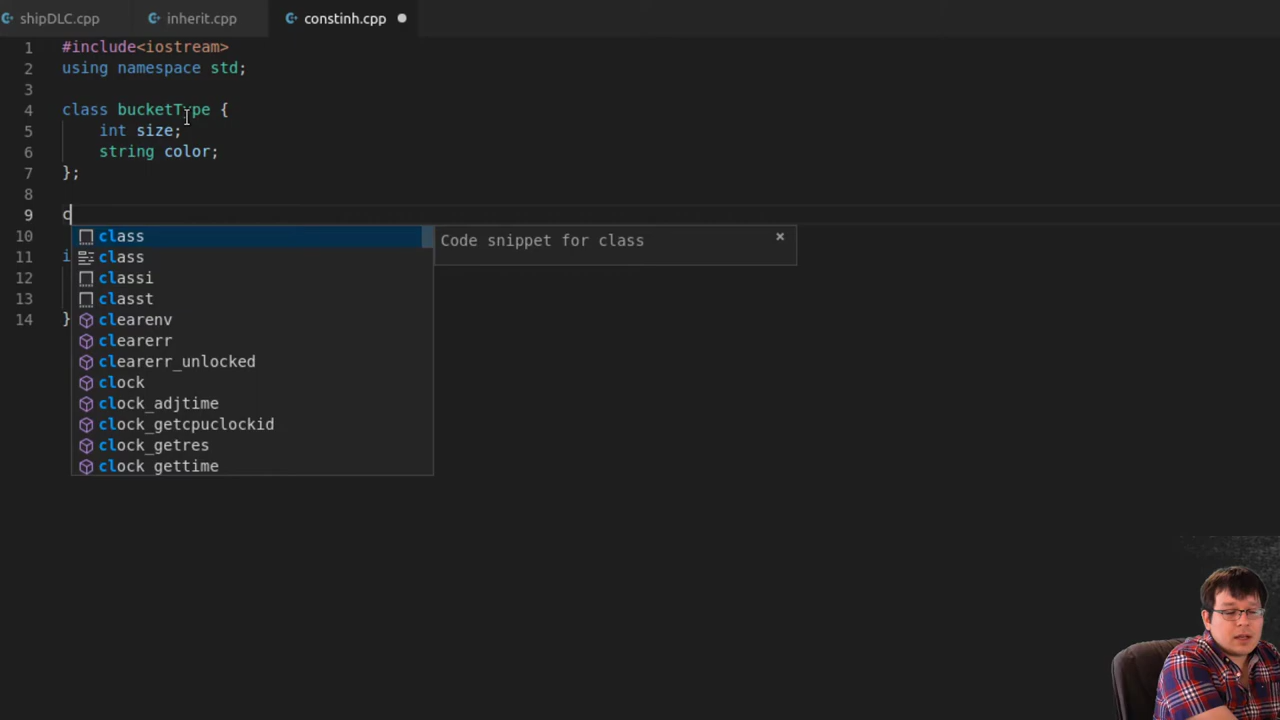 shipDLC.cpp inherit.cpp constinh.cpp
1 #include<iostream>
2 using namespace std;
3
4 class bucketType {
5 int size;
6 string color;
7 };
8
9 c
10 class Code snippet for class ×
class
11 i
12 classi
13 classt
14 } clearenv
clearerr
clearerr_unlocked
clock
clock_adjtime
clock_getcpuclockid
clock_getres
clock_gettime